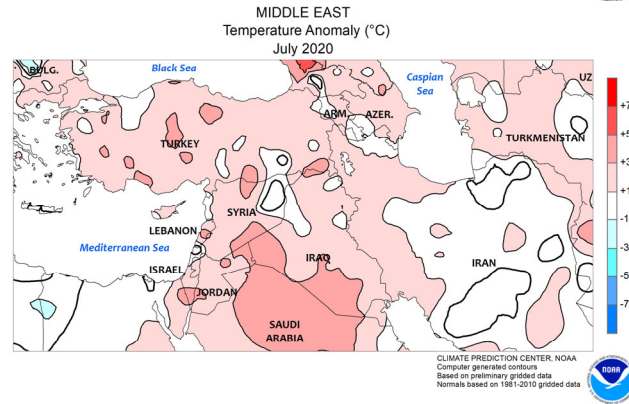 MIDDLE EAST
Temperature Anomaly (°C)
July 2020
BULG.
Black Sea
Caspian
Sea
UZ
ARM.
AZER.
TURKMENISTAN
TURKEY
SYRIA
LEBANON
Mediterranean Sea
ISRAEL
IRAQ
IRAN
JORDAN
SAUDI
ARABIA
+7
+5
+3
+1
-1
-3
-5
-7
CLIMATE PREDICTION CENTER, NOAA
Computer generated contours
Based on preliminary gridded data
Normals based on 1981-2010 gridded data
NOAA